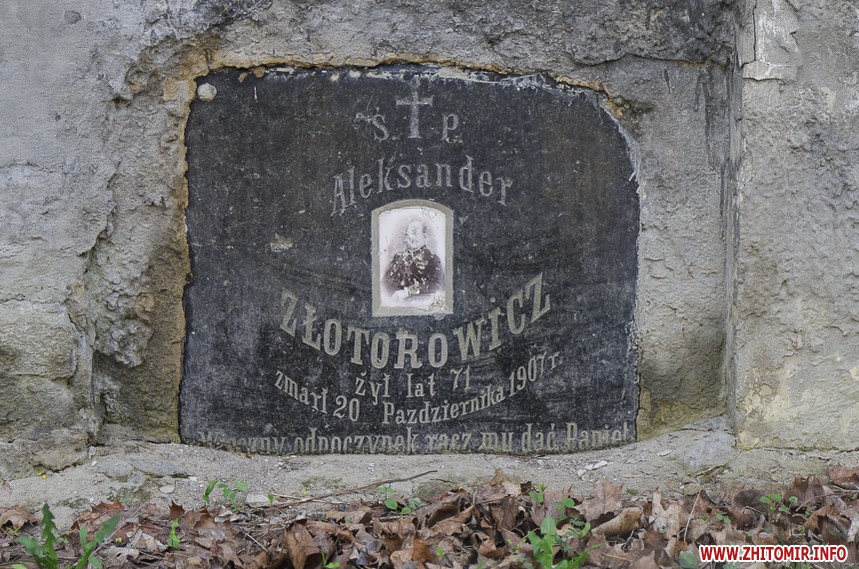 Ś. P.
Aleksander
ZŁOTOROWICZ
żył lat 71
zmarł 20 Pazdziernika 1907 r.
Wieczny odpoczynek racz mu dać Panie!
WWW.ZHITOMIR.INFO